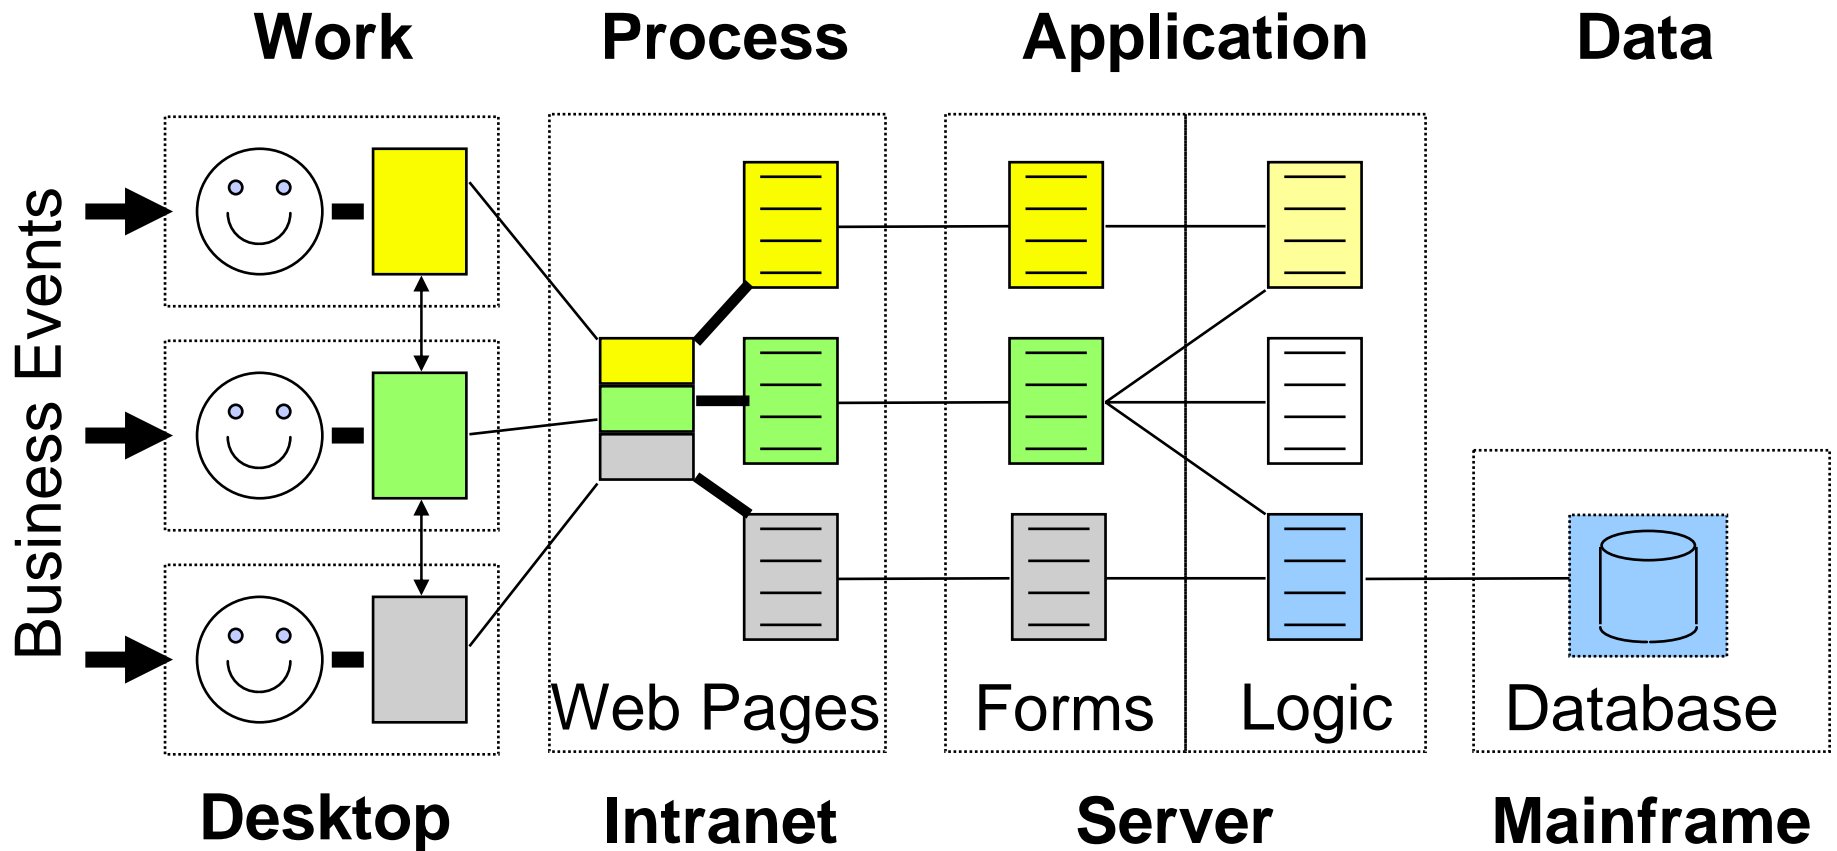 Work
Process
Application
Data
Business Events
Web Pages
Forms
Logic
Database
Desktop
Intranet
Server
Mainframe